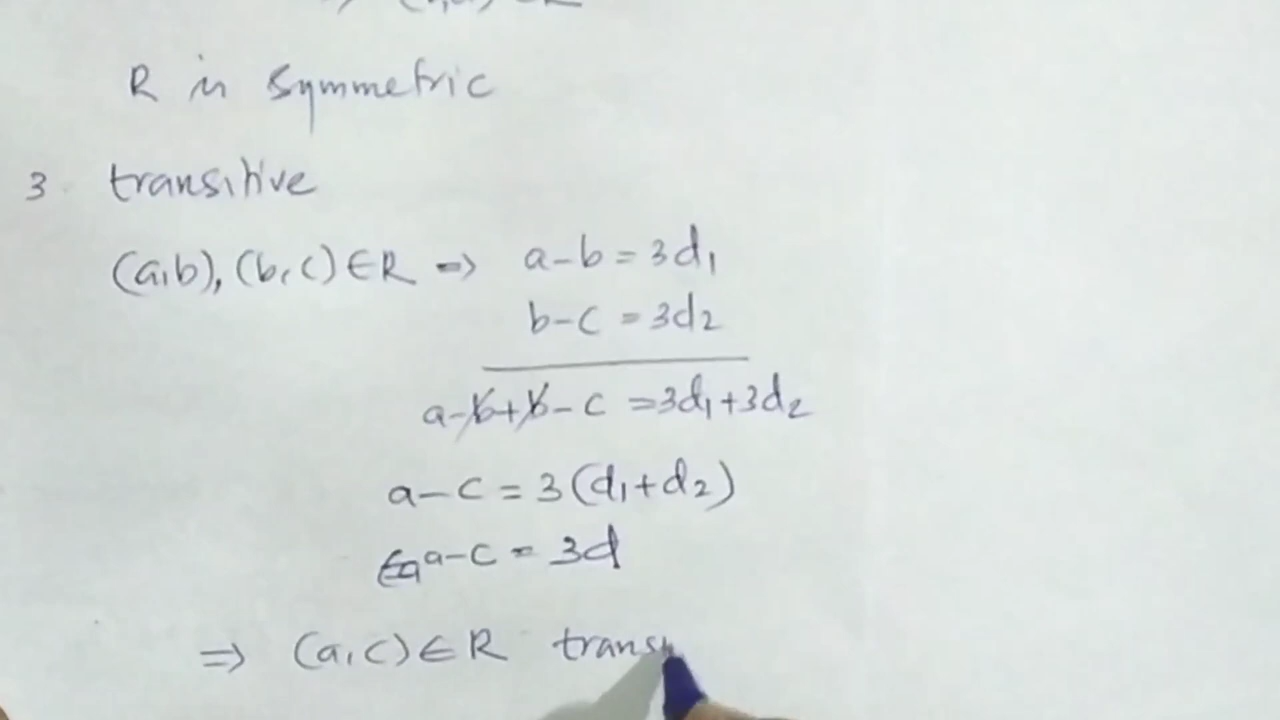 R is symmetric
3. transitive
(a,b), (b,c) ∈ R ⇒ a-b = 3d₁
b-c = 3d₂
a-b+b-c = 3d₁+3d₂
a-c = 3(d₁+d₂)
a-c = 3d
⇒ (a,c) ∈ R trans